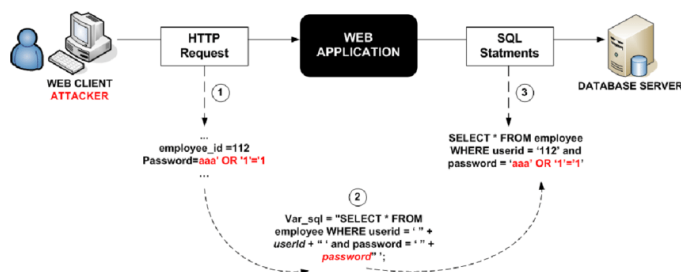 HTTP
Request
WEB
APPLICATION
SQL
Statments
WEB CLIENT
ATTACKER
DATABASE SERVER
1
3
...
employee_id =112
Password=aaa' OR '1'='1
...
SELECT * FROM employee
WHERE userid = '112' and
password = 'aaa' OR '1'='1'
2
Var_sql = "SELECT * FROM
employee WHERE userid = ' " +
userid + " ' and password = ' " +
password" ';